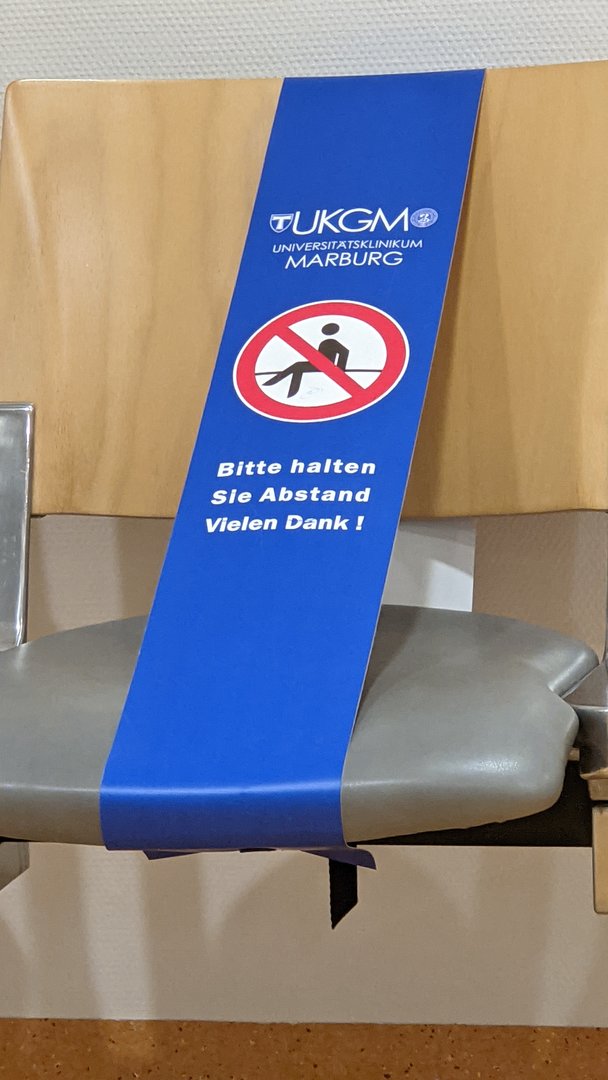 UKGM
UNIVERSITÄTSKLINIKUM
MARBURG
Bitte halten
Sie Abstand
Vielen Dank !